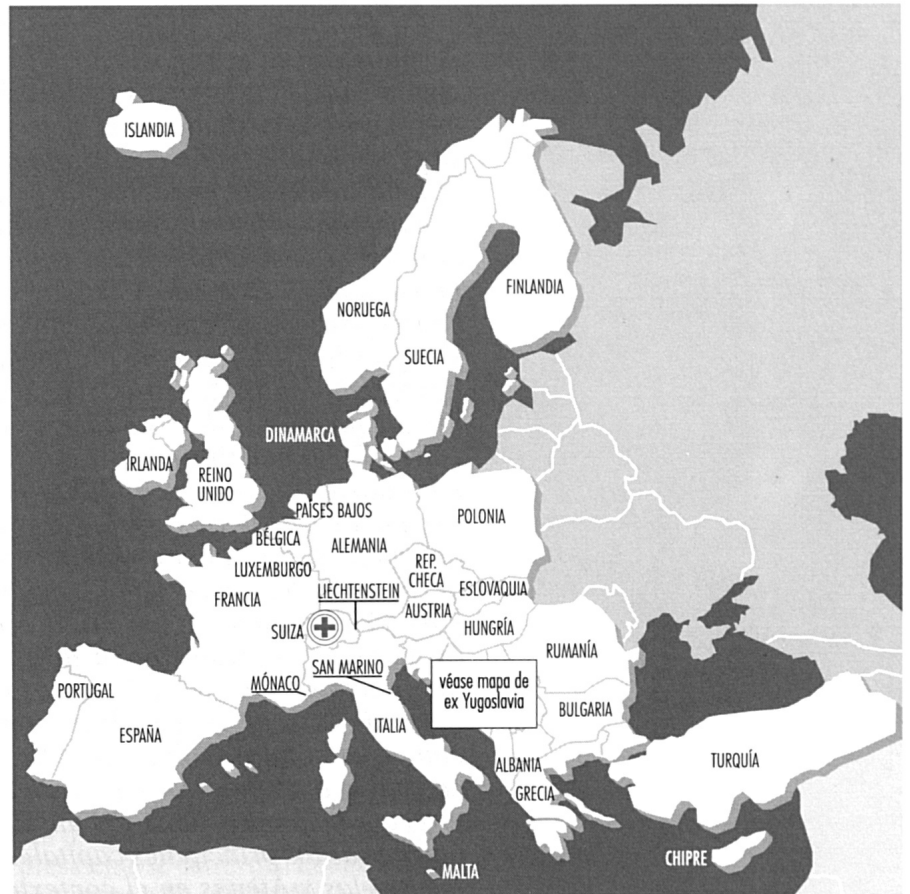 ISLANDIA
NORUEGA
FINLANDIA
SUECIA
DINAMARCA
IRLANDA
REINO
UNIDO
PAÍSES BAJOS
POLONIA
BÉLGICA
ALEMANIA
LUXEMBURGO
REP.
CHECA
ESLOVAQUIA
FRANCIA
LIECHTENSTEIN
AUSTRIA
SUIZA
HUNGRÍA
RUMANÍA
SAN MARINO
MÓNACO
véase mapa de
ex Yugoslavia
PORTUGAL
ESPAÑA
ITALIA
BULGARIA
ALBANIA
GRECIA
TURQUÍA
MALTA
CHIPRE